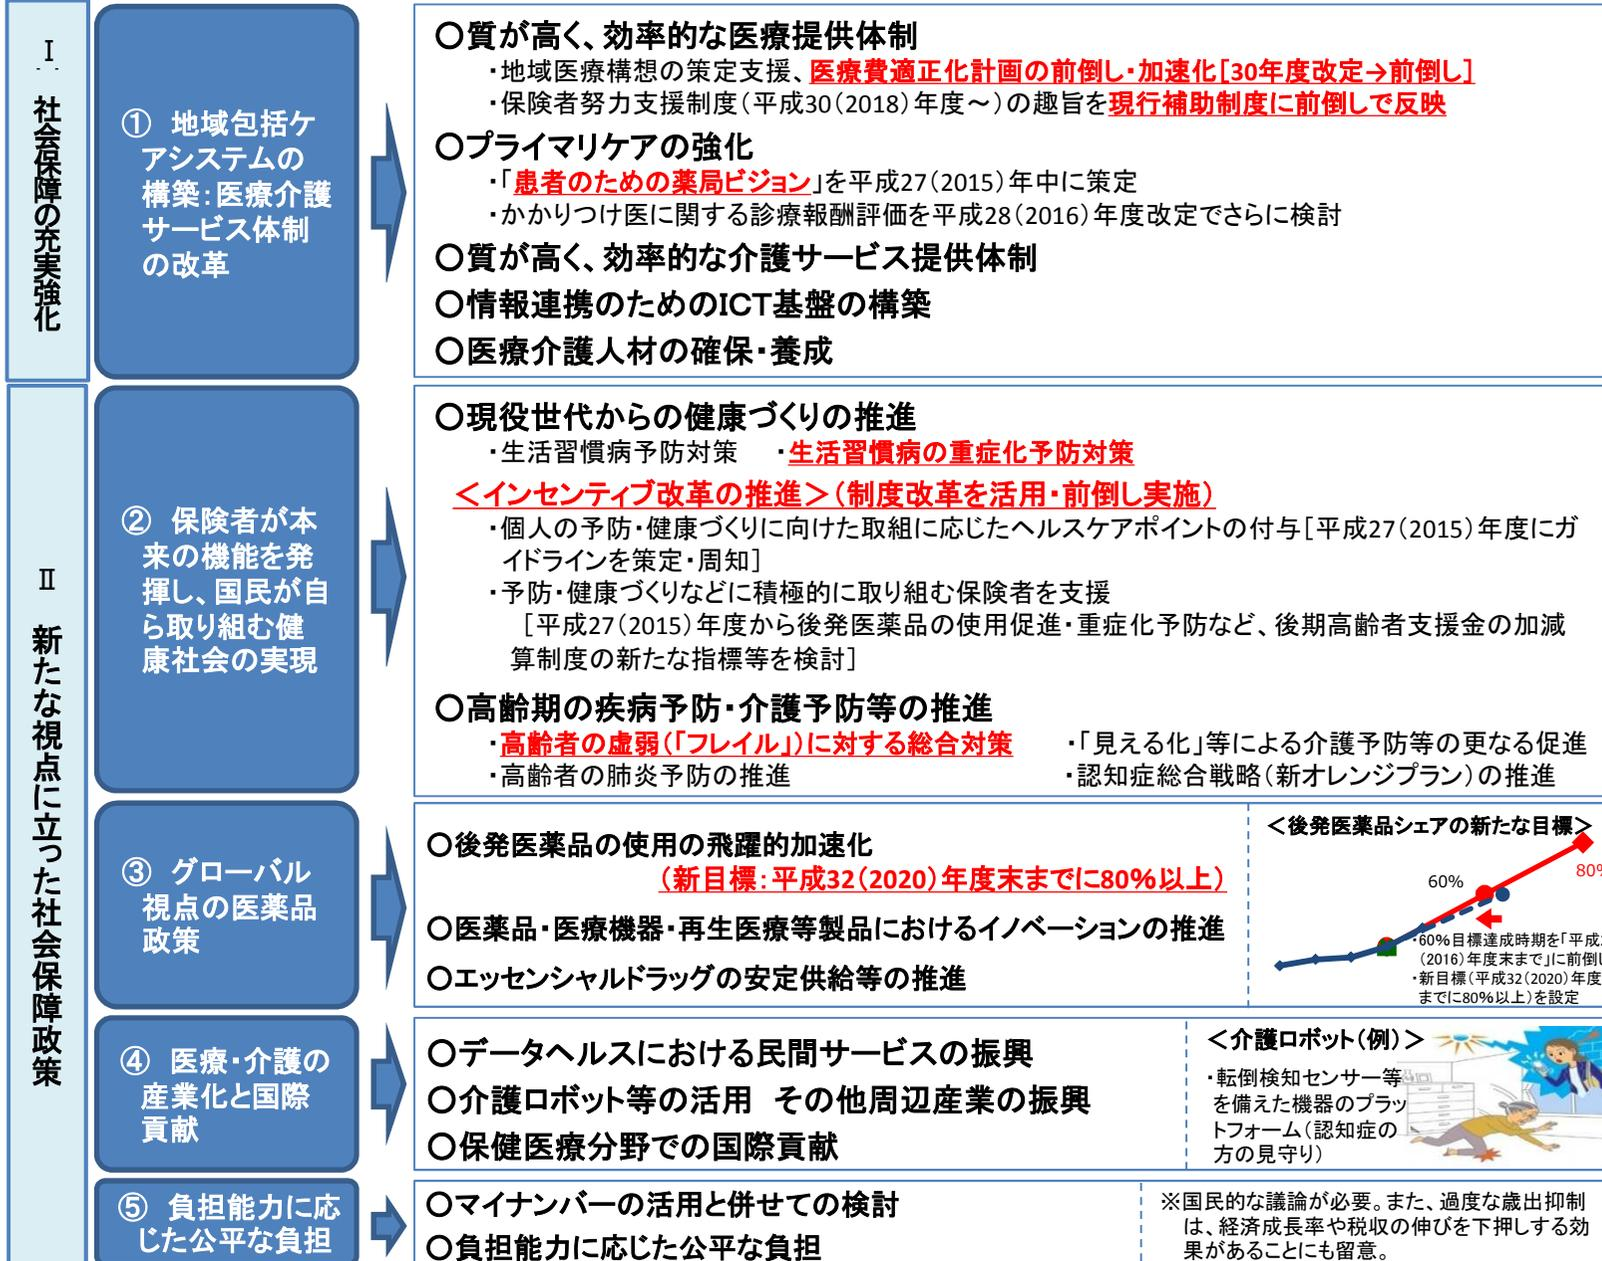 Ⅰ 社会保障の充実強化
① 地域包括ケ
アシステムの
構築：医療介護
サービス体制
の改革
○質が高く、効率的な医療提供体制
・地域医療構想の策定支援、医療費適正化計画の前倒し・加速化［30年度改定→前倒し］
・保険者努力支援制度（平成30（2018）年度～）の趣旨を現行補助制度に前倒しで反映
○プライマリケアの強化
・「患者のための薬局ビジョン」を平成27（2015）年中に策定
・かかりつけ医に関する診療報酬評価を平成28（2016）年度改定でさらに検討
○質が高く、効率的な介護サービス提供体制
○情報連携のためのICT基盤の構築
○医療介護人材の確保・養成
Ⅱ 新たな視点に立った社会保障政策
② 保険者が本
来の機能を発
揮し、国民が自
ら取り組む健
康社会の実現
○現役世代からの健康づくりの推進
・生活習慣病予防対策 ・生活習慣病の重症化予防対策
＜インセンティブ改革の推進＞（制度改革を活用・前倒し実施）
・個人の予防・健康づくりに向けた取組に応じたヘルスケアポイントの付与［平成27（2015）年度にガ
イドラインを策定・周知］
・予防・健康づくりなどに積極的に取り組む保険者を支援
［平成27（2015）年度から後発医薬品の使用促進・重症化予防など、後期高齢者支援金の加減
算制度の新たな指標等を検討］
○高齢期の疾病予防・介護予防等の推進
・高齢者の虚弱（「フレイル」）に対する総合対策 ・「見える化」等による介護予防等の更なる促進
・高齢者の肺炎予防の推進 ・認知症総合戦略（新オレンジプラン）の推進
③ グローバル
視点の医薬品
政策
○後発医薬品の使用の飛躍的加速化
（新目標：平成32（2020）年度末までに80％以上）
○医薬品・医療機器・再生医療等製品におけるイノベーションの推進
○エッセンシャルドラッグの安定供給等の推進
＜後発医薬品シェアの新たな目標＞
80%
60%
・60％目標達成時期を「平成
（2016）年度末まで」に前倒し
・新目標（平成32（2020）年度
までに80％以上）を設定
④ 医療・介護の
産業化と国際
貢献
○データヘルスにおける民間サービスの振興
○介護ロボット等の活用 その他周辺産業の振興
○保健医療分野での国際貢献
＜介護ロボット（例）＞
・転倒検知センサー等
を備えた機器のプラッ
トフォーム（認知症の
方の見守り）
⑤ 負担能力に応
じた公平な負担
○マイナンバーの活用と併せての検討
○負担能力に応じた公平な負担
※国民的な議論が必要。また、過度な歳出抑制
は、経済成長率や税収の伸びを下押しする効
果があることにも留意。